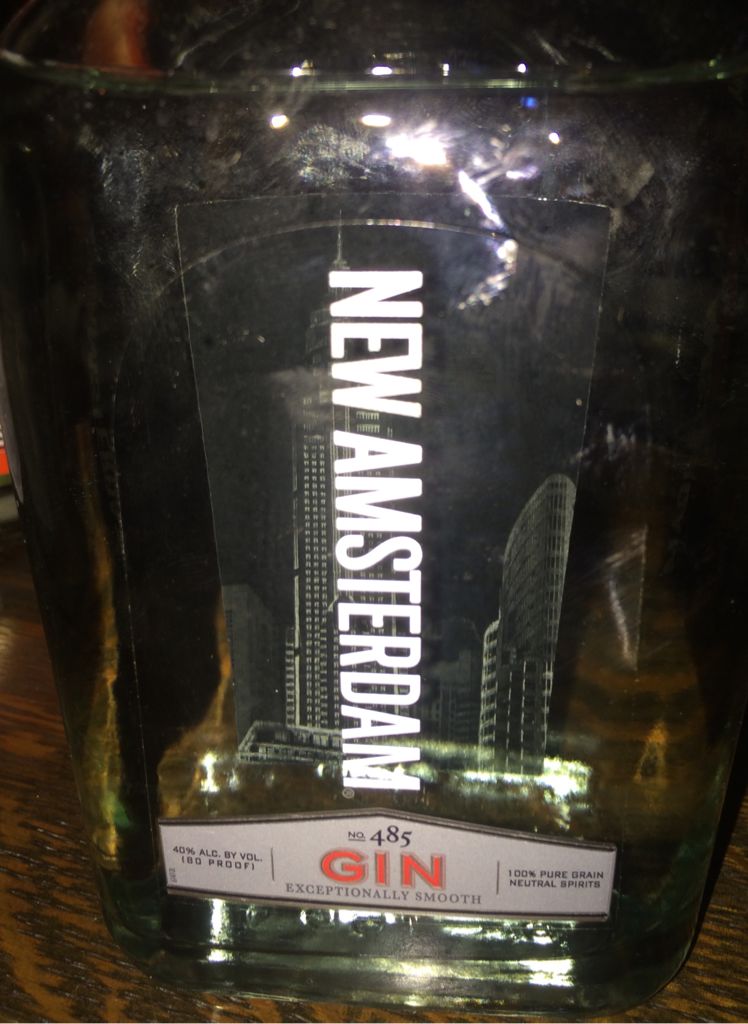 NEW AMSTERDAM®
NO. 485
40% ALC. BY VOL.
(80 PROOF)
GIN
EXCEPTIONALLY SMOOTH
100% PURE GRAIN
NEUTRAL SPIRITS